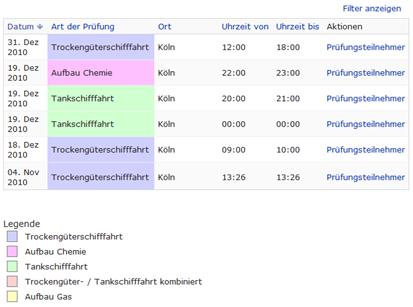 Filter anzeigen
Datum Art der Prüfung Ort Uhrzeit von Uhrzeit bis Aktionen
31. Dez 2010 Trockengüterschifffahrt Köln 12:00 18:00 Prüfungsteilnehmer
19. Dez 2010 Aufbau Chemie Köln 22:00 23:00 Prüfungsteilnehmer
19. Dez 2010 Tankschifffahrt Köln 20:00 21:00 Prüfungsteilnehmer
19. Dez 2010 Tankschifffahrt Köln 00:00 00:00 Prüfungsteilnehmer
18. Dez 2010 Trockengüterschifffahrt Köln 09:00 10:00 Prüfungsteilnehmer
04. Nov 2010 Trockengüterschifffahrt Köln 13:26 13:26 Prüfungsteilnehmer
Legende
Trockengüterschifffahrt
Aufbau Chemie
Tankschifffahrt
Trockengüter- / Tankschifffahrt kombiniert
Aufbau Gas